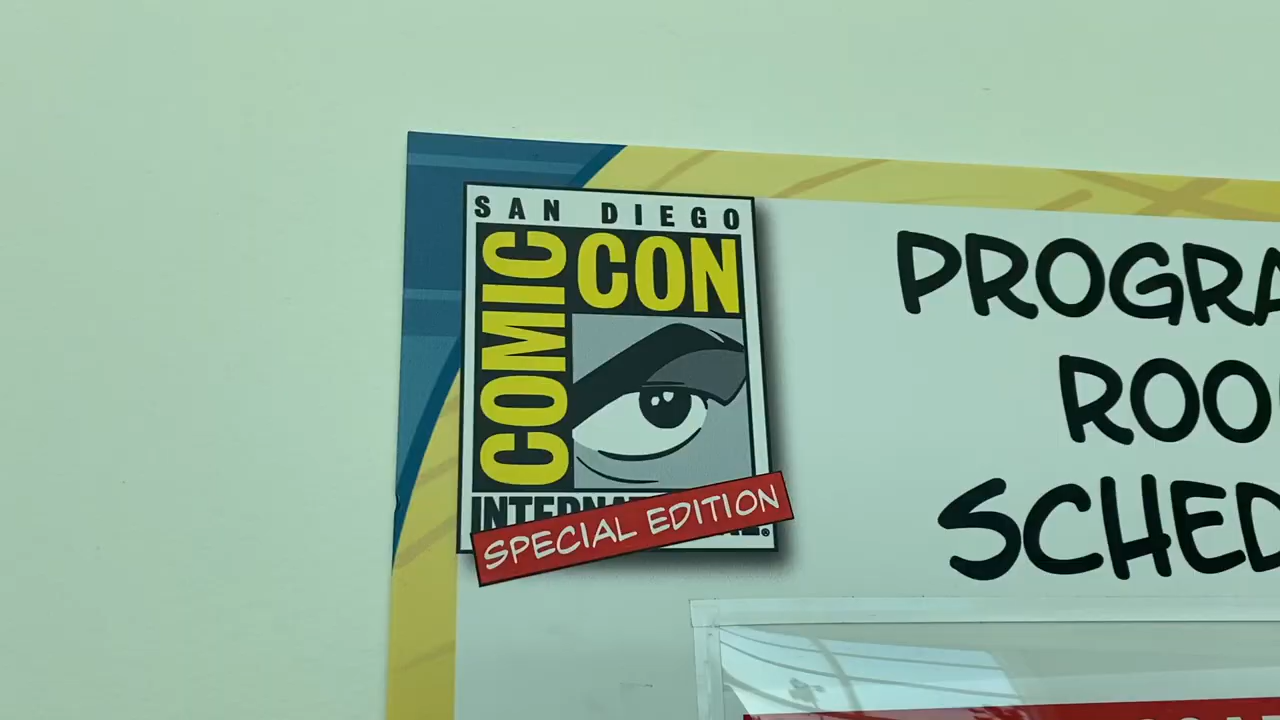 SAN DIEGO
COMIC CON
SPECIAL EDITION
PROGRA
ROO
SCHED